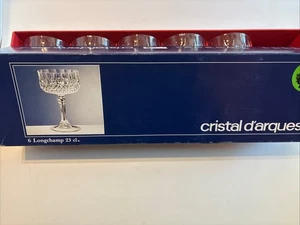 cristal d'arques
6 Longchamp 23 cl.